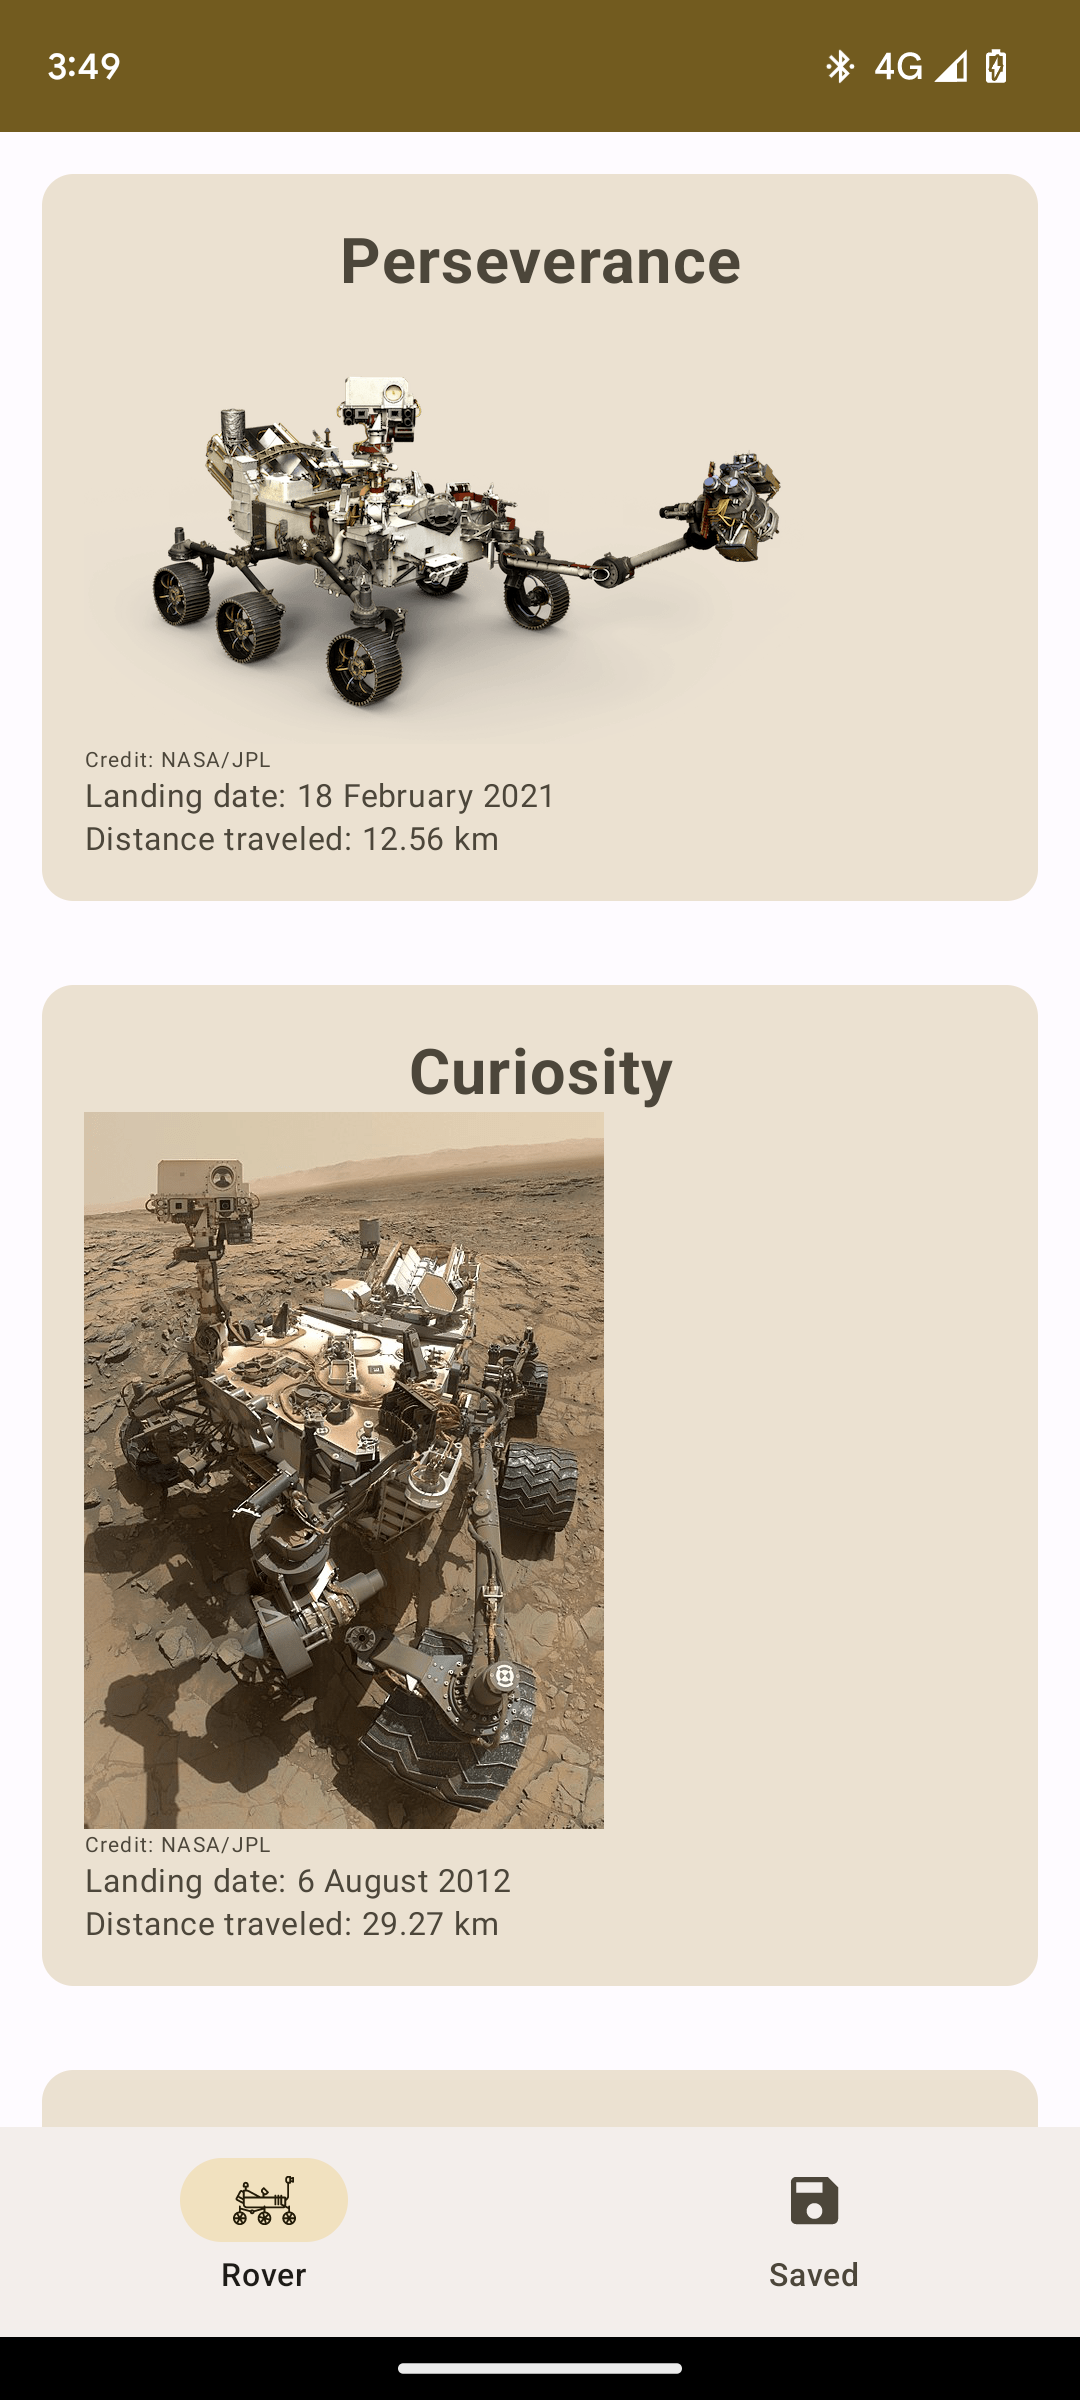 3:49
4G
Perseverance
Credit: NASA/JPL
Landing date: 18 February 2021
Distance traveled: 12.56 km
Curiosity
Credit: NASA/JPL
Landing date: 6 August 2012
Distance traveled: 29.27 km
Rover
Saved